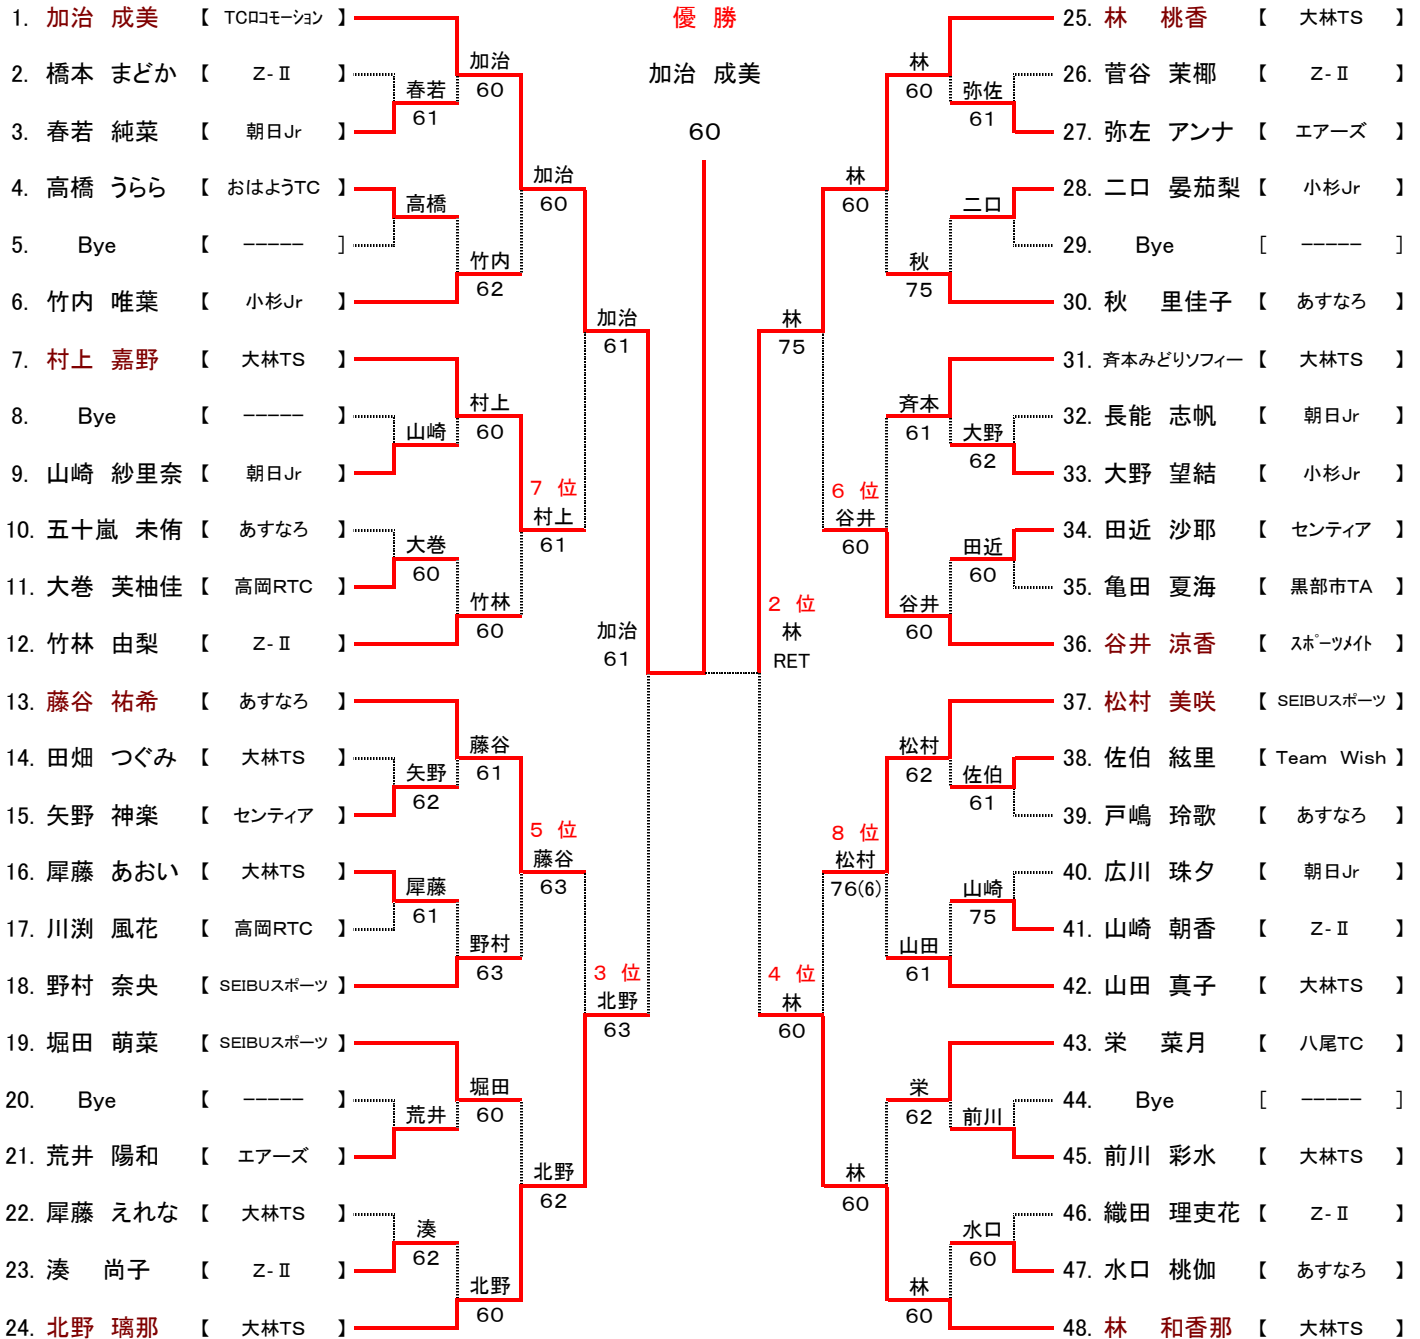 優 勝
加治 成美
60
1. 加治 成美 【 TCロコモーション 】
2. 橋本 まどか 【 Z-Ⅱ 】
3. 春若 純菜 【 朝日Jr 】
4. 高橋 うらら 【 おはようTC 】
5. Bye 【 ----- ]
6. 竹内 唯葉 【 小杉Jr 】
7. 村上 嘉野 【 大林TS 】
8. Bye 【 ----- 】
9. 山崎 紗里奈 【 朝日Jr 】
10. 五十嵐 未侑 【 あすなろ 】
11. 大巻 芙柚佳 【 高岡RTC 】
12. 竹林 由梨 【 Z-Ⅱ 】
13. 藤谷 祐希 【 あすなろ 】
14. 田畑 つぐみ 【 大林TS 】
15. 矢野 神楽 【 センティア 】
16. 犀藤 あおい 【 大林TS 】
17. 川渕 風花 【 高岡RTC 】
18. 野村 奈央 【 SEIBUスポーツ 】
19. 堀田 萌菜 【 SEIBUスポーツ 】
20. Bye 【 ----- 】
21. 荒井 陽和 【 エアーズ 】
22. 犀藤 えれな 【 大林TS 】
23. 湊 尚子 【 Z-Ⅱ 】
24. 北野 璃那 【 大林TS 】
春若
61
高橋
山崎
大巻
60
矢野
62
犀藤
61
荒井
湊
62
加治
60
竹内
62
村上
60
竹林
60
藤谷
61
野村
63
堀田
60
北野
60
加治
60
7 位
村上
61
5 位
藤谷
63
北野
62
加治
61
3 位
北野
63
加治
61
2 位
林
RET
林
75
4 位
林
60
林
60
6 位
谷井
60
8 位
松村
76(6)
林
60
林
60
秋
75
斉本
61
谷井
60
松村
62
山田
61
栄
62
林
60
弥佐
61
二口
大野
62
田近
60
佐伯
61
山崎
75
前川
水口
60
25. 林 桃香 【 大林TS 】
26. 菅谷 茉椰 【 Z-Ⅱ 】
27. 弥左 アンナ 【 エアーズ 】
28. 二口 晏茄梨 【 小杉Jr 】
29. Bye [ ----- ]
30. 秋 里佳子 【 あすなろ 】
31. 斉本みどりソフィー 【 大林TS 】
32. 長能 志帆 【 朝日Jr 】
33. 大野 望結 【 小杉Jr 】
34. 田近 沙耶 【 センティア 】
35. 亀田 夏海 【 黒部市TA 】
36. 谷井 涼香 【 スポーツメイト 】
37. 松村 美咲 【 SEIBUスポーツ 】
38. 佐伯 絃里 【 Team Wish 】
39. 戸嶋 玲歌 【 あすなろ 】
40. 広川 珠夕 【 朝日Jr 】
41. 山崎 朝香 【 Z-Ⅱ 】
42. 山田 真子 【 大林TS 】
43. 栄 菜月 【 八尾TC 】
44. Bye [ ----- ]
45. 前川 彩水 【 大林TS 】
46. 織田 理吏花 【 Z-Ⅱ 】
47. 水口 桃伽 【 あすなろ 】
48. 林 和香那 【 大林TS 】